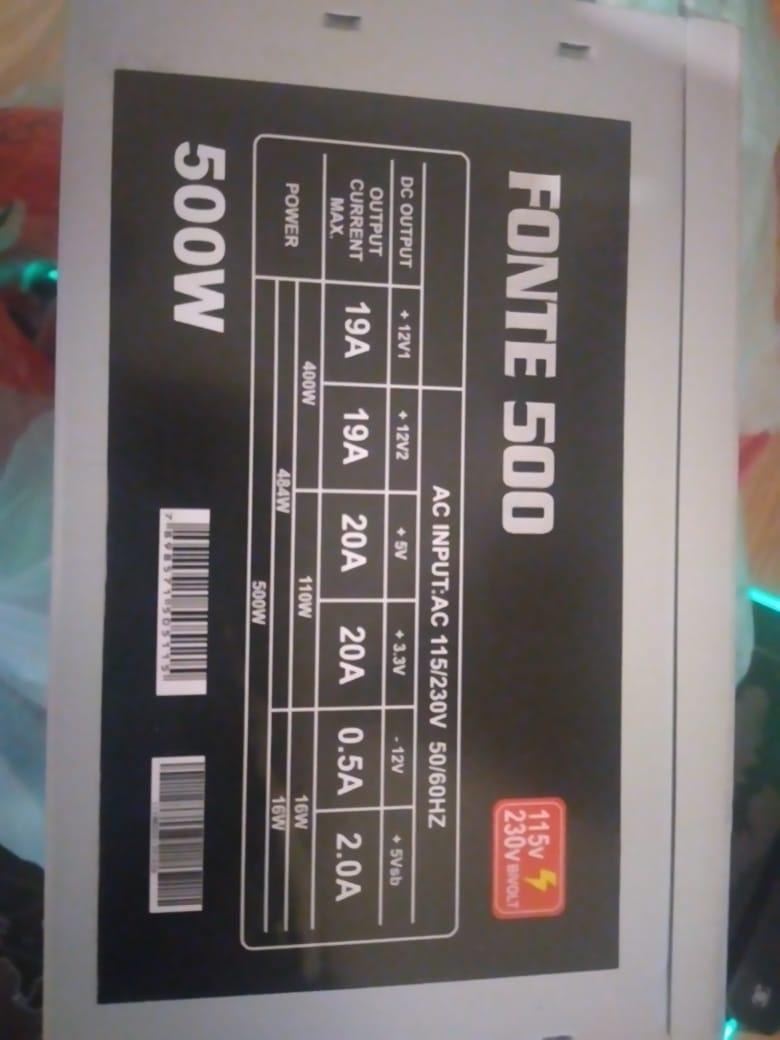 FONTE 500
115V
230V BIVOLT
AC INPUT:AC 115/230V 50/60HZ
DC OUTPUT +12V1 +12V2 +5V +3.3V -12V +5Vsb
OUTPUT CURRENT MAX. 19A 19A 20A 20A 0.5A 2.0A
POWER 400W 110W 16W
484W 16W
500W
500W
7898571505115